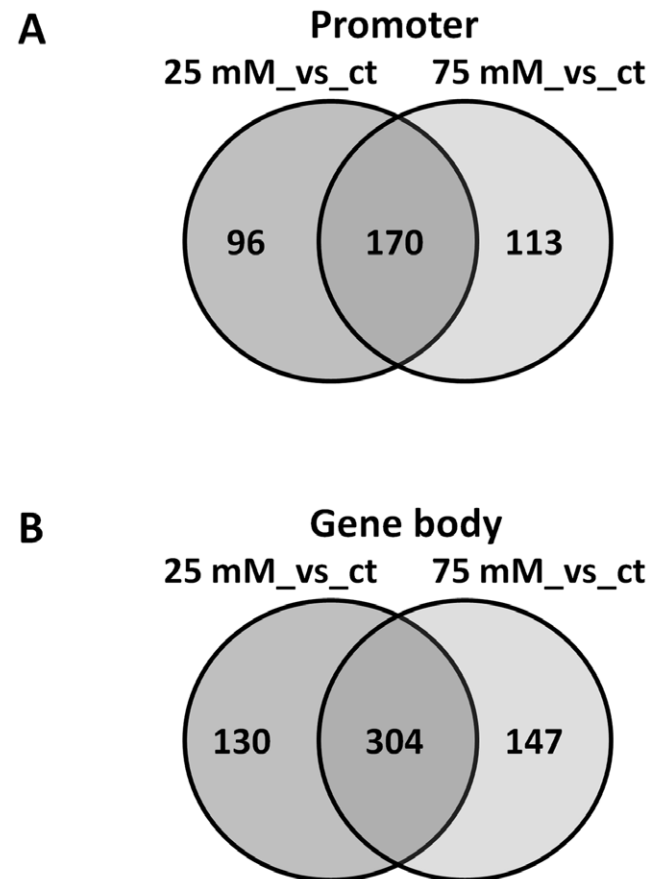 A
Promoter
25 mM_vs_ct 75 mM_vs_ct
96 170 113
B
Gene body
25 mM_vs_ct 75 mM_vs_ct
130 304 147